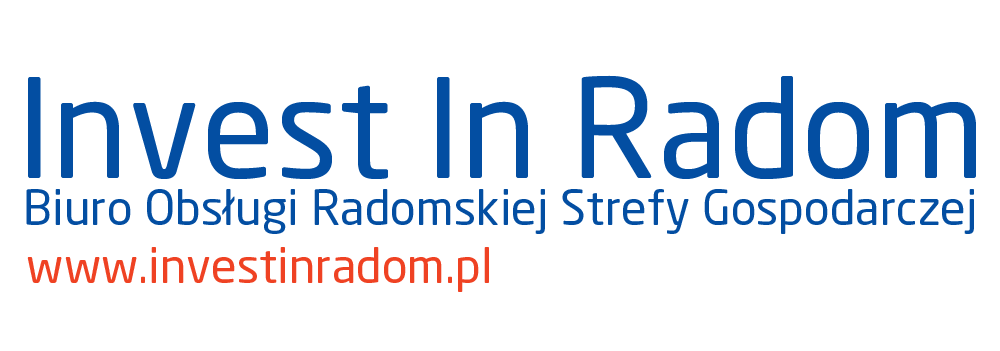 Invest In Radom
Biuro Obsługi Radomskiej Strefy Gospodarczej
www.investinradom.pl